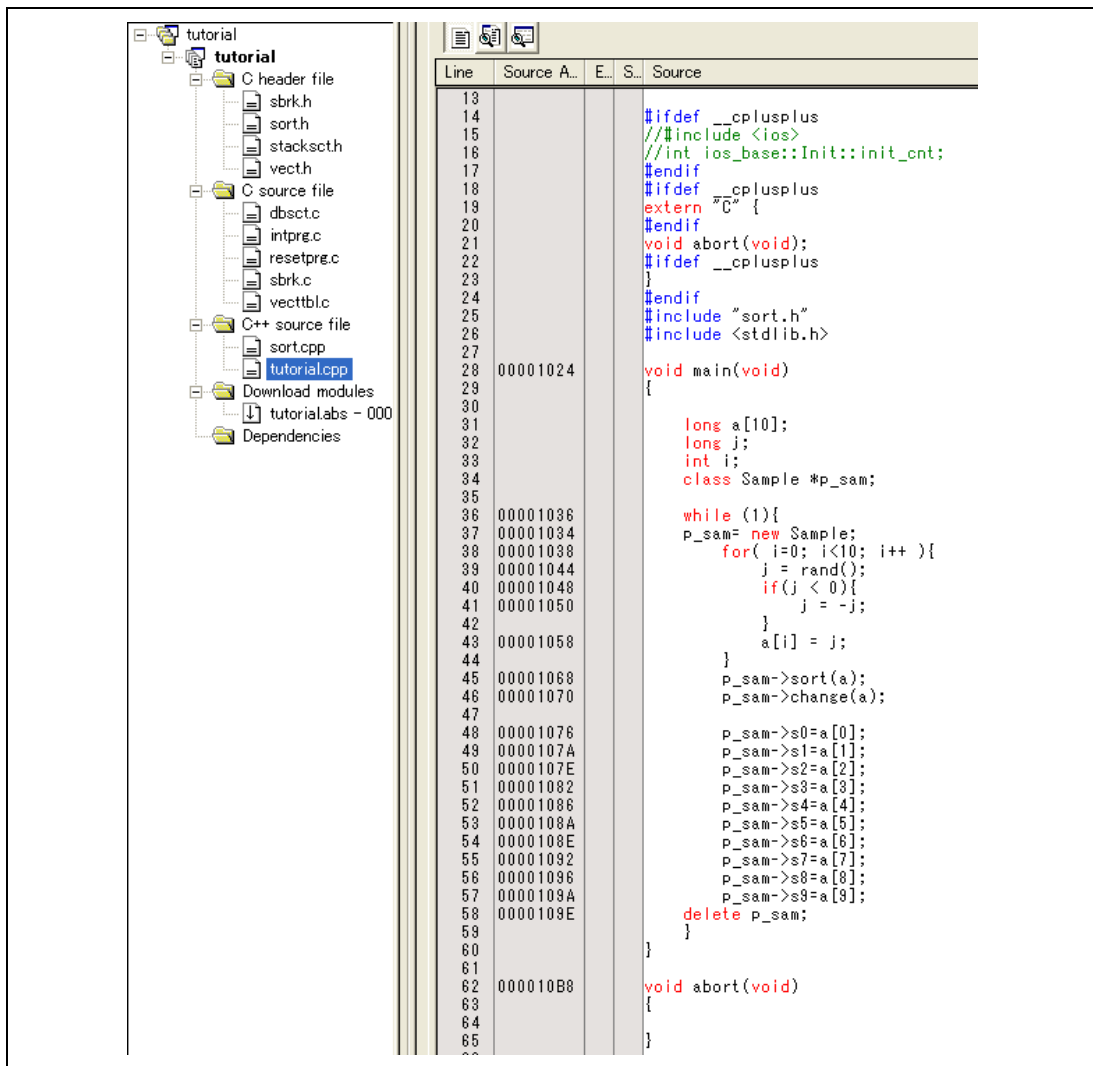 tutorial
tutorial
C header file
sbrk.h
sort.h
stacksct.h
vect.h
C source file
dbsct.c
intprg.c
resetprg.c
sbrk.c
vecttbl.c
C++ source file
sort.cpp
tutorial.cpp
Download modules
tutorial.abs - 000
Dependencies
Line Source A... E... S... Source
13
14 #ifdef __cplusplus
15 //#include <ios>
16 //int ios_base::Init::init_cnt;
17 #endif
18 #ifdef __cplusplus
19 extern "C" {
20 #endif
21 void abort(void);
22 #ifdef __cplusplus
23 }
24 #endif
25 #include "sort.h"
26 #include <stdlib.h>
27
28 00001024 void main(void)
29 {
30
31 long a[10];
32 long j;
33 int i;
34 class Sample *p_sam;
35
36 00001036 while (1){
37 00001034 p_sam= new Sample;
38 00001038 for( i=0; i<10; i++ ){
39 00001044 j = rand();
40 00001048 if(j < 0){
41 00001050 j = -j;
42 }
43 00001058 a[i] = j;
44 }
45 00001068 p_sam->sort(a);
46 00001070 p_sam->change(a);
47
48 00001076 p_sam->s0=a[0];
49 0000107A p_sam->s1=a[1];
50 0000107E p_sam->s2=a[2];
51 00001082 p_sam->s3=a[3];
52 00001086 p_sam->s4=a[4];
53 0000108A p_sam->s5=a[5];
54 0000108E p_sam->s6=a[6];
55 00001092 p_sam->s7=a[7];
56 00001096 p_sam->s8=a[8];
57 0000109A p_sam->s9=a[9];
58 0000109E delete p_sam;
59 }
60 }
61
62 000010B8 void abort(void)
63 {
64
65 }